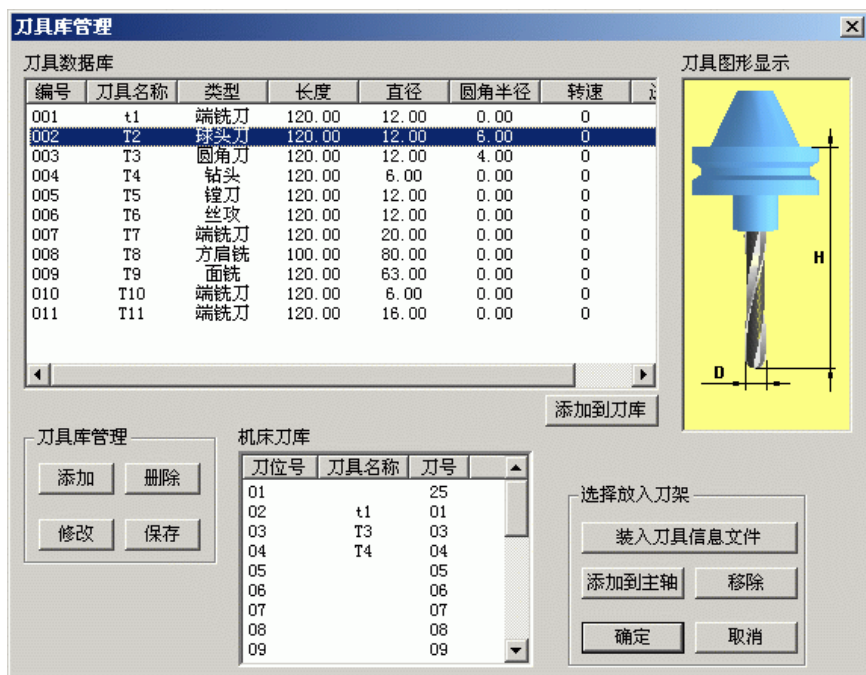 刀具库管理
刀具数据库
刀具图形显示
编号 刀具名称 类型 长度 直径 圆角半径 转速
001 t1 端铣刀 120.00 12.00 0.00 0
002 T2 球头刀 120.00 12.00 6.00 0
003 T3 圆角刀 120.00 12.00 4.00 0
004 T4 钻头 120.00 6.00 0.00 0
005 T5 镗刀 120.00 12.00 0.00 0
006 T6 丝攻 120.00 12.00 0.00 0
007 T7 端铣刀 120.00 20.00 0.00 0
008 T8 方肩铣 100.00 80.00 0.00 0
009 T9 面铣 120.00 63.00 0.00 0
010 T10 端铣刀 120.00 6.00 0.00 0
011 T11 端铣刀 120.00 16.00 0.00 0
H
D
添加到刀库
刀具库管理
添加 删除
修改 保存
机床刀库
刀位号 刀具名称 刀号
01 25
02 t1 01
03 T3 03
04 T4 04
05 05
06 06
07 07
08 08
09 09
选择放入刀架
装入刀具信息文件
添加到主轴 移除
确定 取消